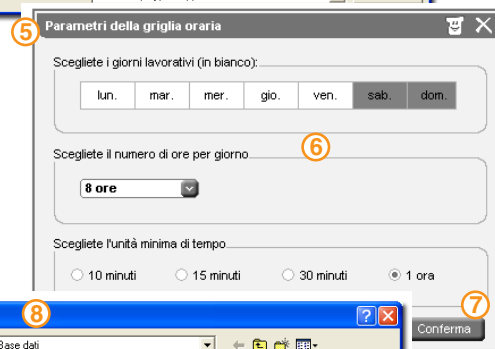 5 Parametri della griglia oraria
Scegliete i giorni lavorativi (in bianco):
lun. mar. mer. gio. ven. sab. dom.
6
Scegliete il numero di ore per giorno
8 ore
Scegliete l'unità minima di tempo
10 minuti 15 minuti 30 minuti 1 ora
7
Conferma
8
Base dati